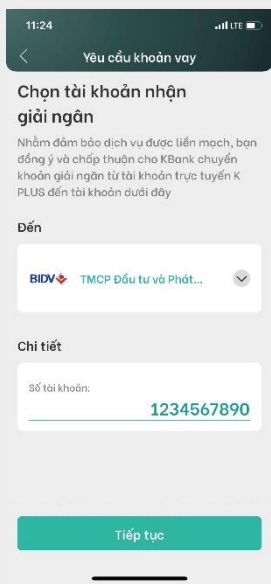 11:24
LTE
Yêu cầu khoản vay
Chọn tài khoản nhận
giải ngân
Nhằm đảm bảo dịch vụ được liền mạch, bạn
đồng ý và chấp thuận cho KBank chuyển
khoản giải ngân từ tài khoản trực tuyến K
PLUS đến tài khoản dưới đây
Đến
BIDV TMCP Đầu tư và Phát...
Chi tiết
Số tài khoản:
1234567890
Tiếp tục